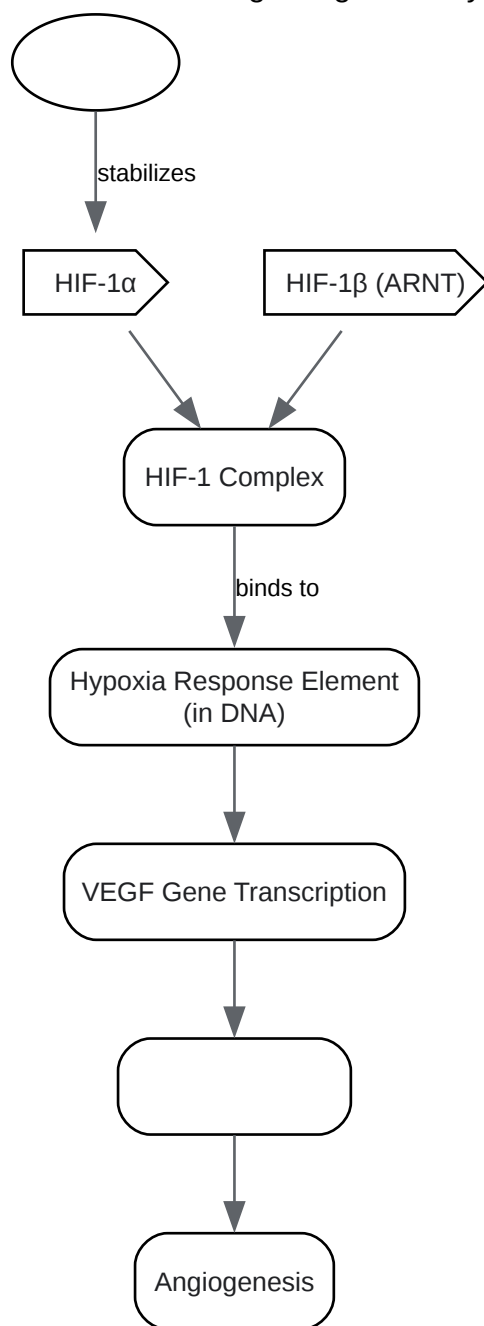 stabilizes
HIF-1α
HIF-1β (ARNT)
HIF-1 Complex
binds to
Hypoxia Response Element
(in DNA)
VEGF Gene Transcription
Angiogenesis